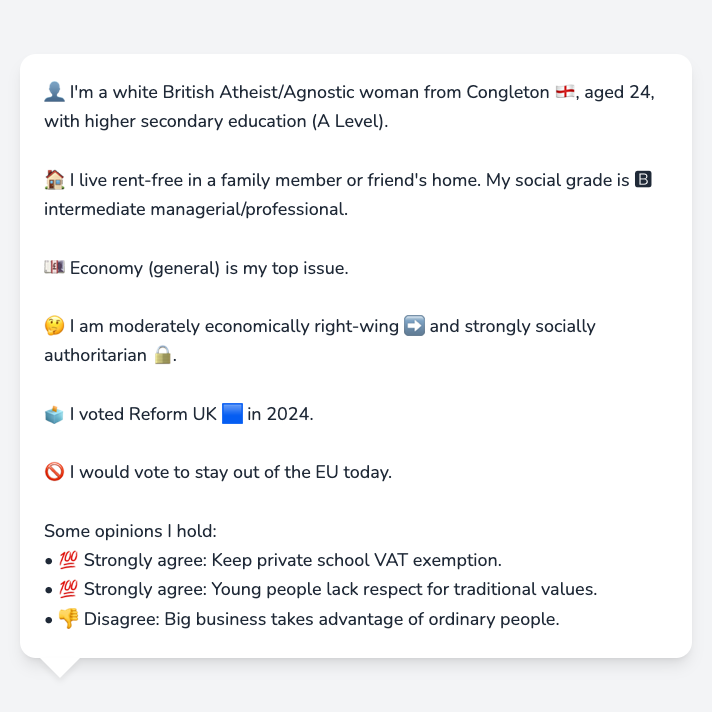 👤 I'm a white British Atheist/Agnostic woman from Congleton 🏴󠁧󠁢󠁥󠁮󠁧󠁿, aged 24,
with higher secondary education (A Level).
🏠 I live rent-free in a family member or friend's home. My social grade is 🅱
intermediate managerial/professional.
💷 Economy (general) is my top issue.
🤔 I am moderately economically right-wing ➡️ and strongly socially
authoritarian 🔒.
🗳️ I voted Reform UK 🟦 in 2024.
🚫 I would vote to stay out of the EU today.
Some opinions I hold:
• 💯 Strongly agree: Keep private school VAT exemption.
• 💯 Strongly agree: Young people lack respect for traditional values.
• 👎 Disagree: Big business takes advantage of ordinary people.